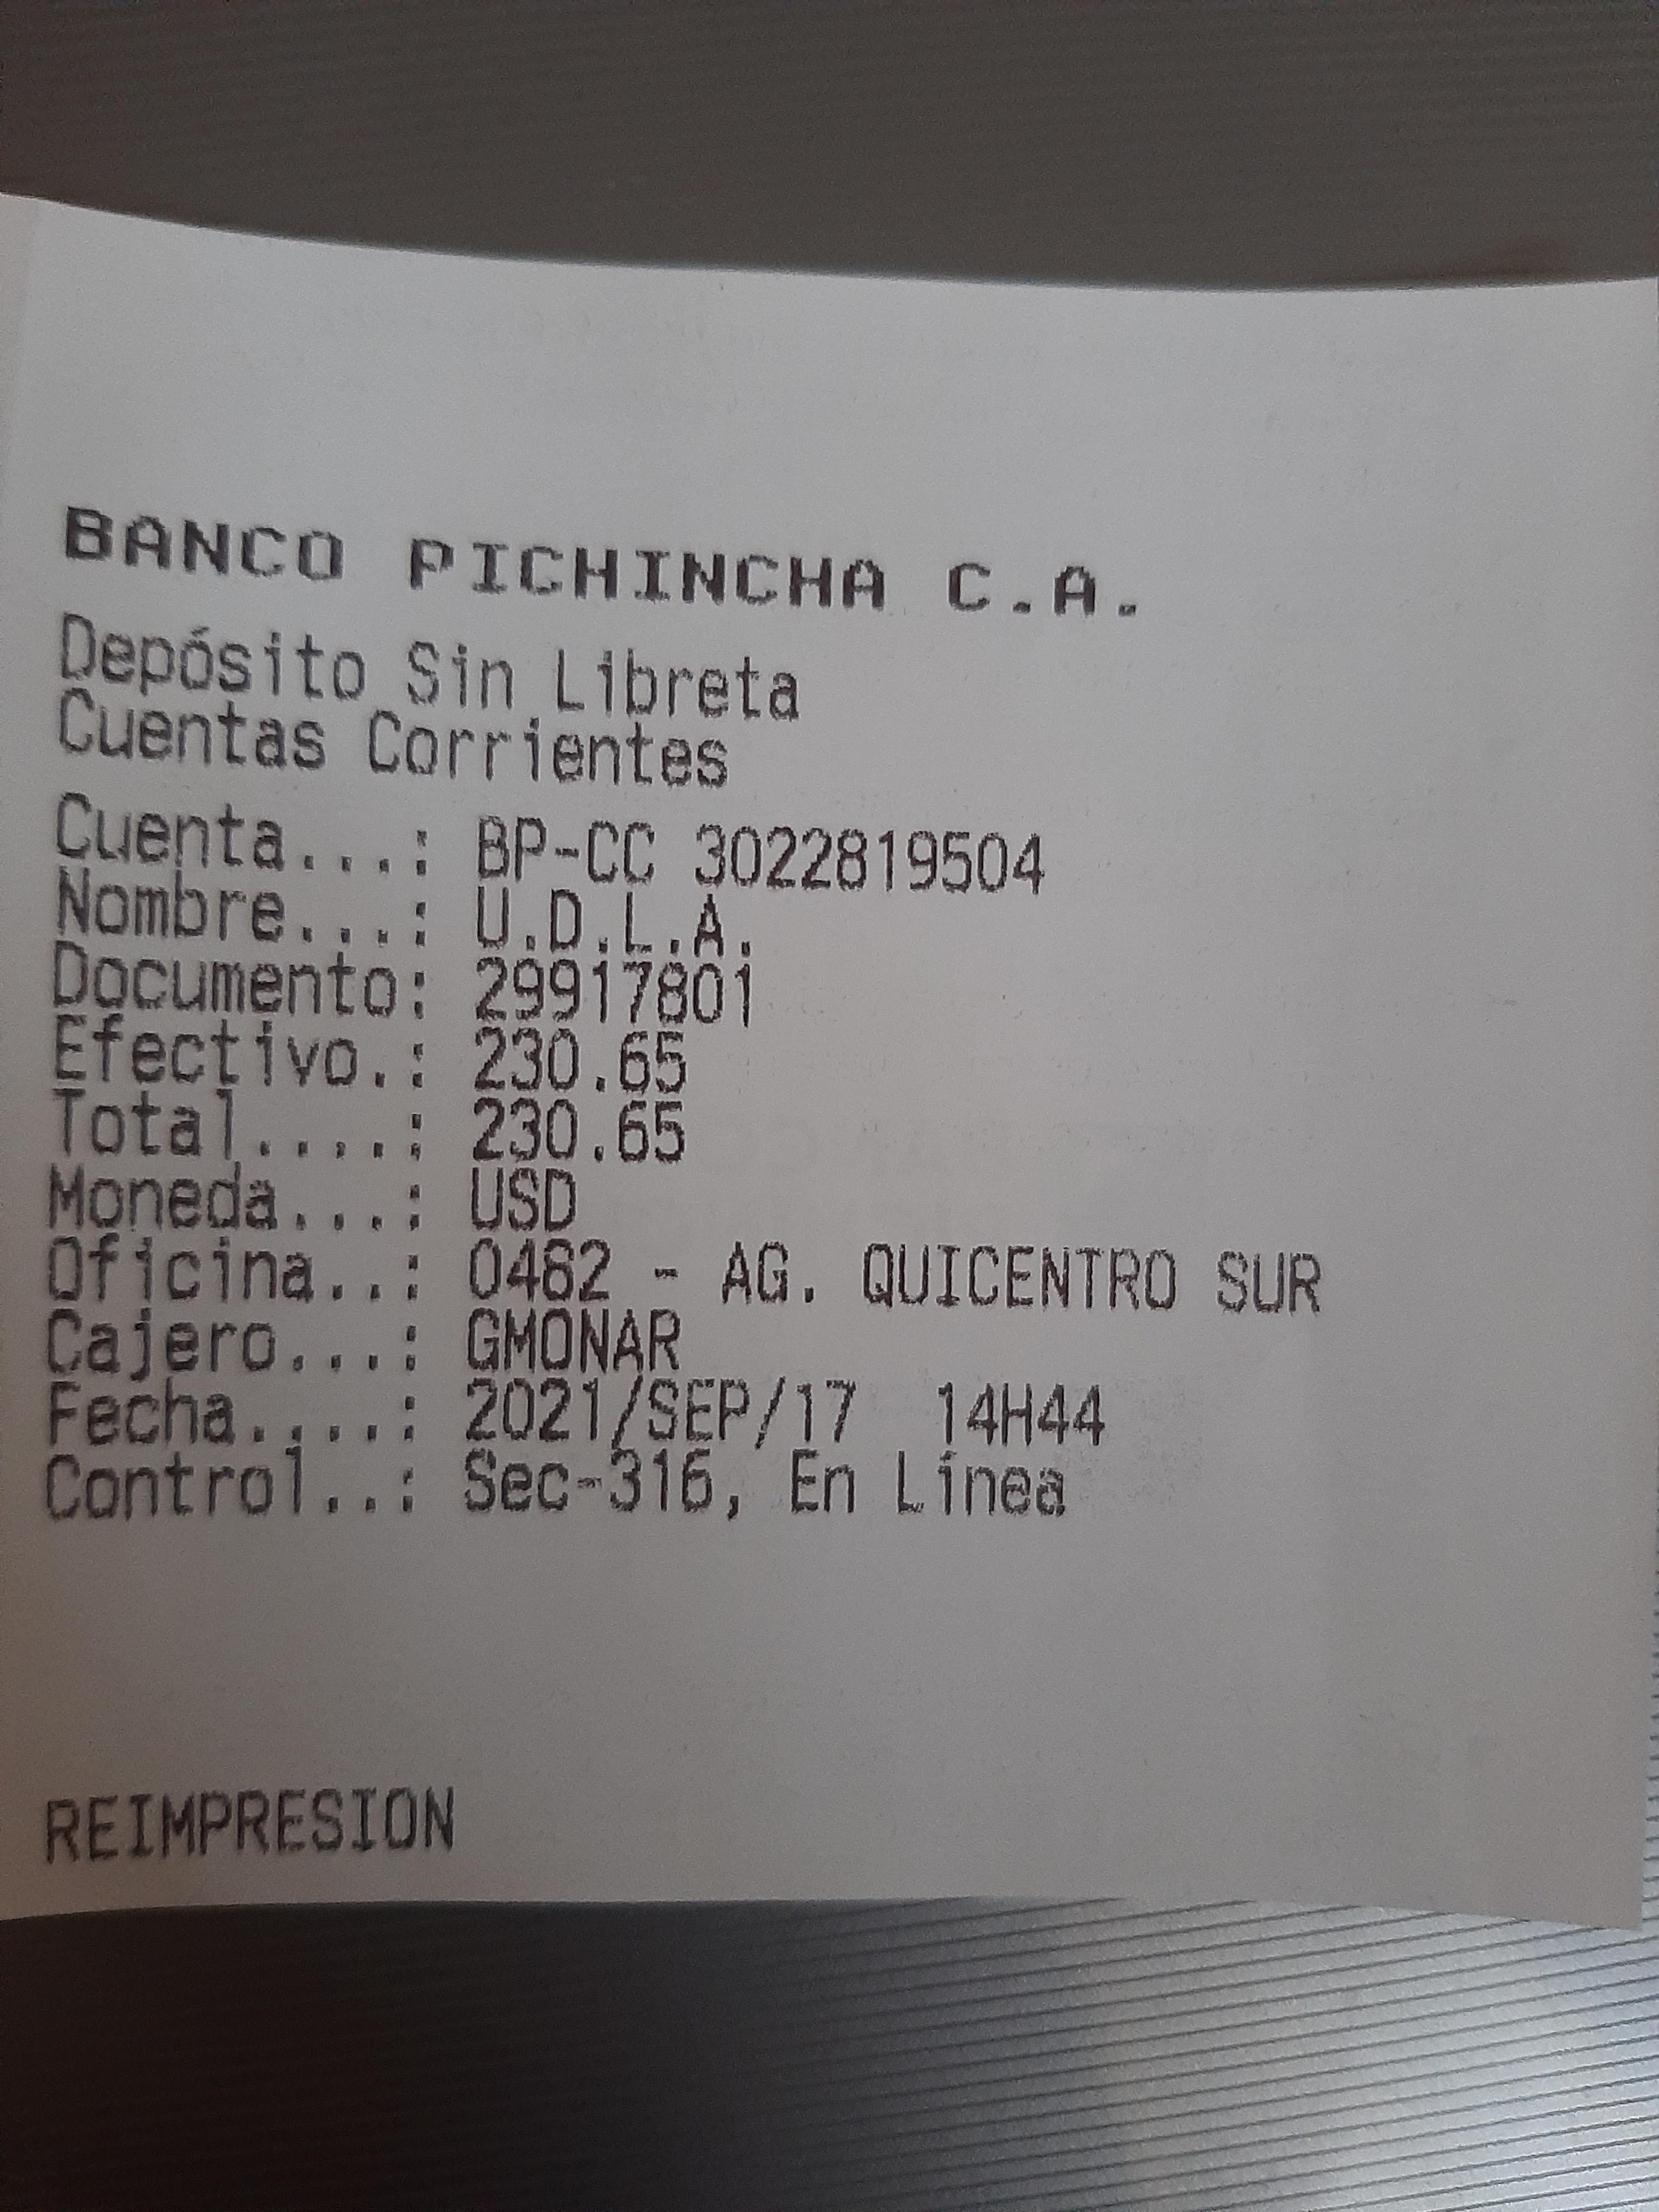 BANCO PICHINCHA C.A.
Depósito Sin Libreta
Cuentas Corrientes
Cuenta...: BP-CC 3022819504
Nombre...: U.D.L.A.
Documento: 29917801
Efectivo.: 230.65
Total....: 230.65
Moneda...: USD
Oficina..: 0462 - AG. QUICENTRO SUR
Cajero...: GMONAR
Fecha....: 2021/SEP/17 14H44
Control..: Sec-316, En Línea
REIMPRESION